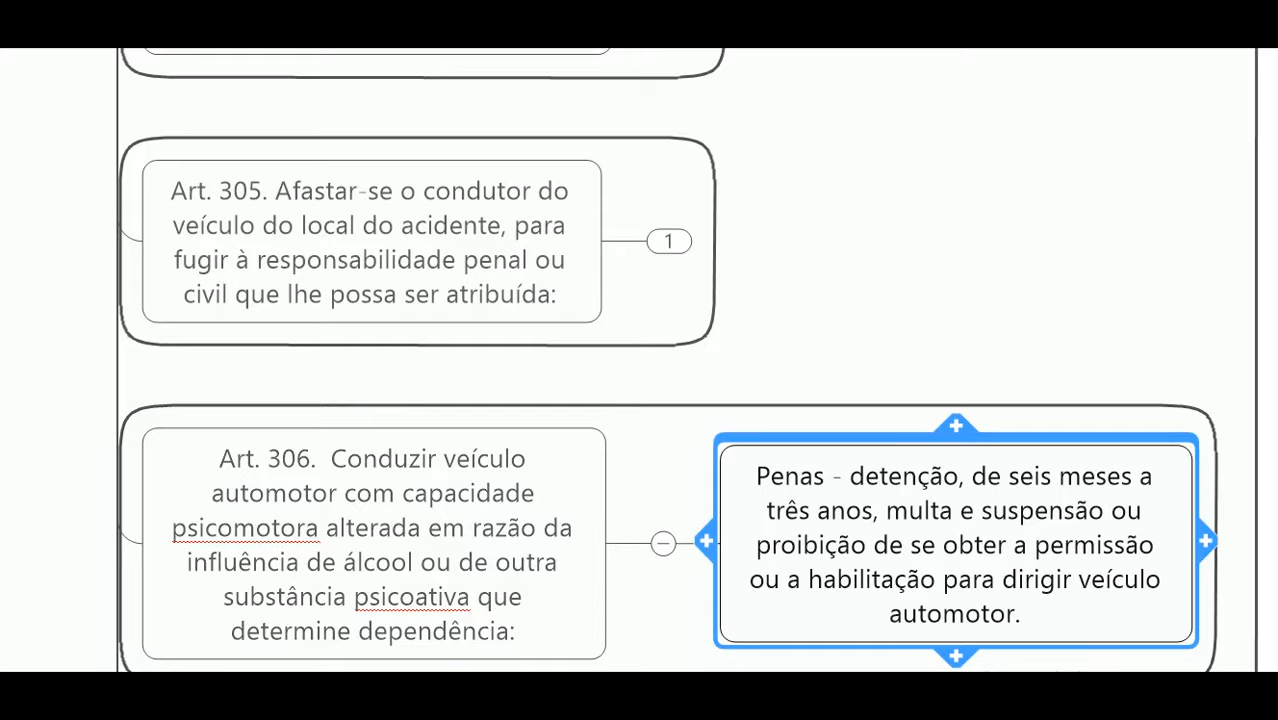 Art. 305. Afastar-se o condutor do
veículo do local do acidente, para
fugir à responsabilidade penal ou
civil que lhe possa ser atribuída:
1
Art. 306.  Conduzir veículo
automotor com capacidade
psicomotora alterada em razão da
influência de álcool ou de outra
substância psicoativa que
determine dependência:
Penas - detenção, de seis meses a
três anos, multa e suspensão ou
proibição de se obter a permissão
ou a habilitação para dirigir veículo
automotor.